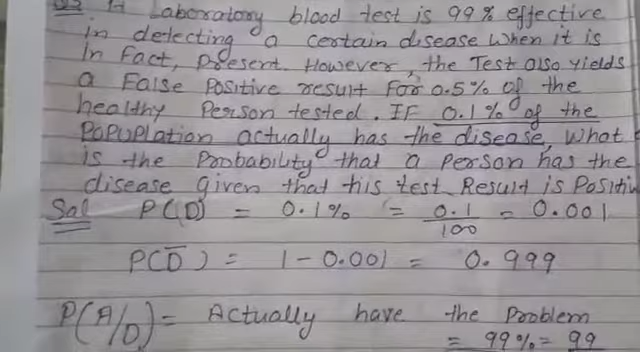 Q3 A Laboratory blood test is 99% effective
in detecting a certain disease when it is
in fact, present. However, the Test also yields
a False Positive result For 0.5% of the
healthy Person tested. IF 0.1% of the
POPUPlation actually has the disease, what
is the Probability that a Person has the
disease given that his test Result is Positiv
Sol P(D) = 0.1% = 0.1/100 = 0.001
P(D̅) = 1-0.001 = 0.999
P(A/D) = Actually have the Problem
= 99% = 99